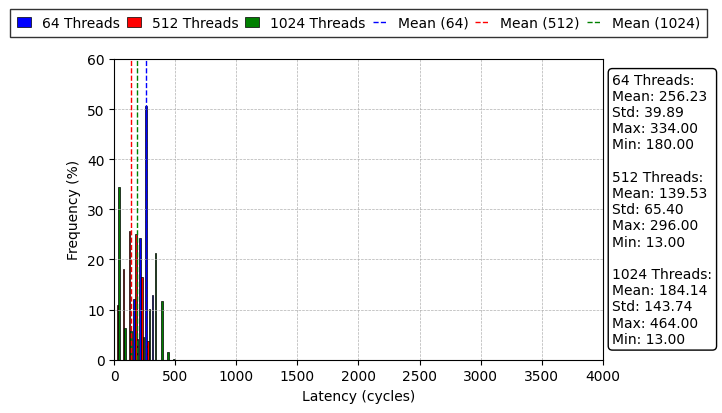 64 Threads 512 Threads 1024 Threads Mean (64) Mean (512) Mean (1024)
60
50
40
30
20
10
0
Frequency (%)
0 500 1000 1500 2000 2500 3000 3500 4000
Latency (cycles)
64 Threads:
Mean: 256.23
Std: 39.89
Max: 334.00
Min: 180.00
512 Threads:
Mean: 139.53
Std: 65.40
Max: 296.00
Min: 13.00
1024 Threads:
Mean: 184.14
Std: 143.74
Max: 464.00
Min: 13.00